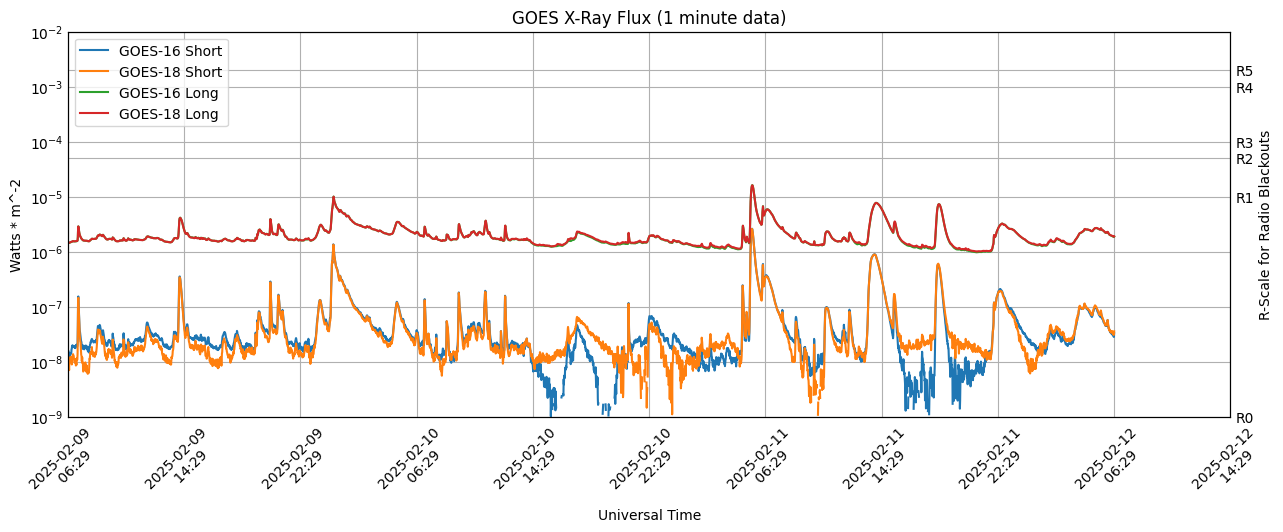 GOES X-Ray Flux (1 minute data)
GOES-16 Short
GOES-18 Short
GOES-16 Long
GOES-18 Long
10^-2
10^-3
10^-4
10^-5
10^-6
10^-7
10^-8
10^-9
Watts * m^-2
R5
R4
R3
R2
R1
R0
R-Scale for Radio Blackouts
2025-02-09
06:29
2025-02-09
14:29
2025-02-09
22:29
2025-02-10
06:29
2025-02-10
14:29
2025-02-10
22:29
2025-02-11
06:29
2025-02-11
14:29
2025-02-11
22:29
2025-02-12
06:29
2025-02-12
14:29
Universal Time